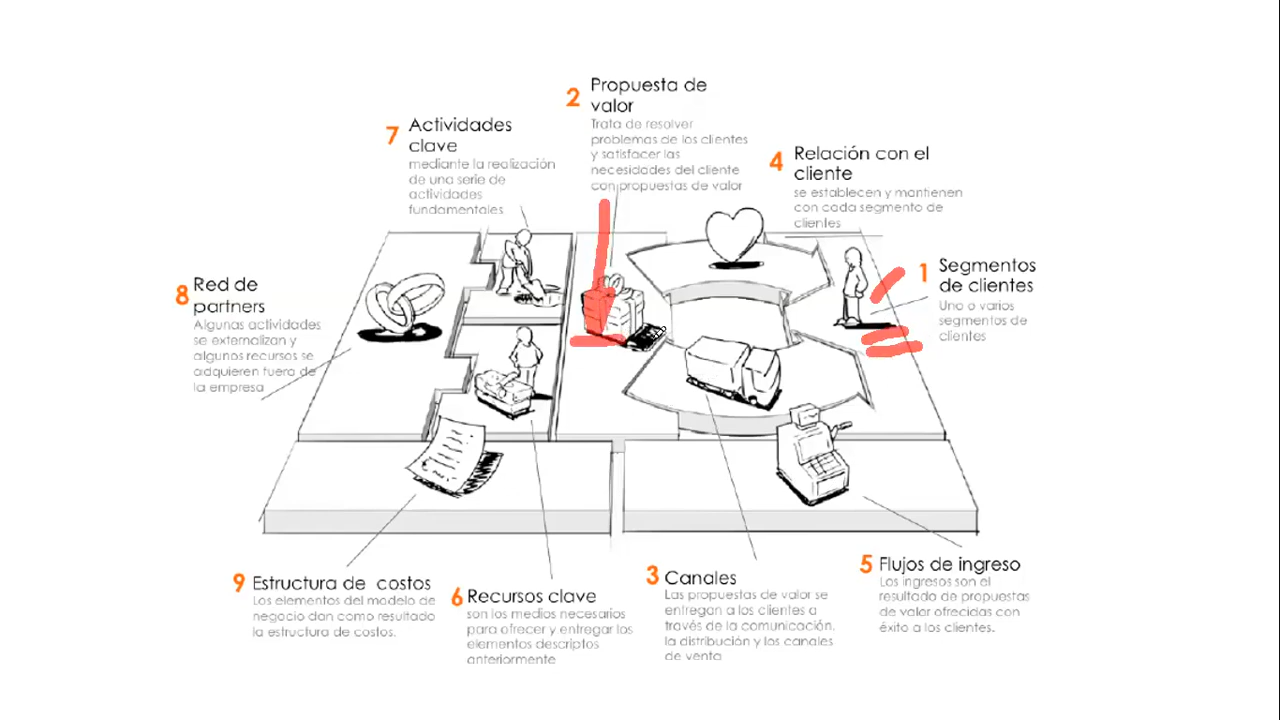 2 Propuesta de
valor
Trata de resolver
problemas de los clientes
y satisfacer las
necesidades del cliente
con propuestas de valor
7 Actividades
clave
mediante la realización
de una serie de
actividades
fundamentales
4 Relación con el
cliente
se establecen y mantienen
con cada segmento de
clientes
1 Segmentos
de clientes
Uno o varios
segmentos de
clientes
8 Red de
partners
Algunas actividades
se externalizan y
algunos recursos se
adquieren fuera de
la empresa
9 Estructura de costos
Los elementos del modelo de
negocio dan como resultado
la estructura de costos.
6 Recursos clave
son los medios necesarios
para ofrecer y entregar los
elementos descriptos
anteriormente
3 Canales
Las propuestas de valor se
entregan a los clientes a
través de la comunicación,
la distribución y los canales
de venta
5 Flujos de ingreso
Los ingresos son el
resultado de propuestas
de valor ofrecidas con
éxito a los clientes.